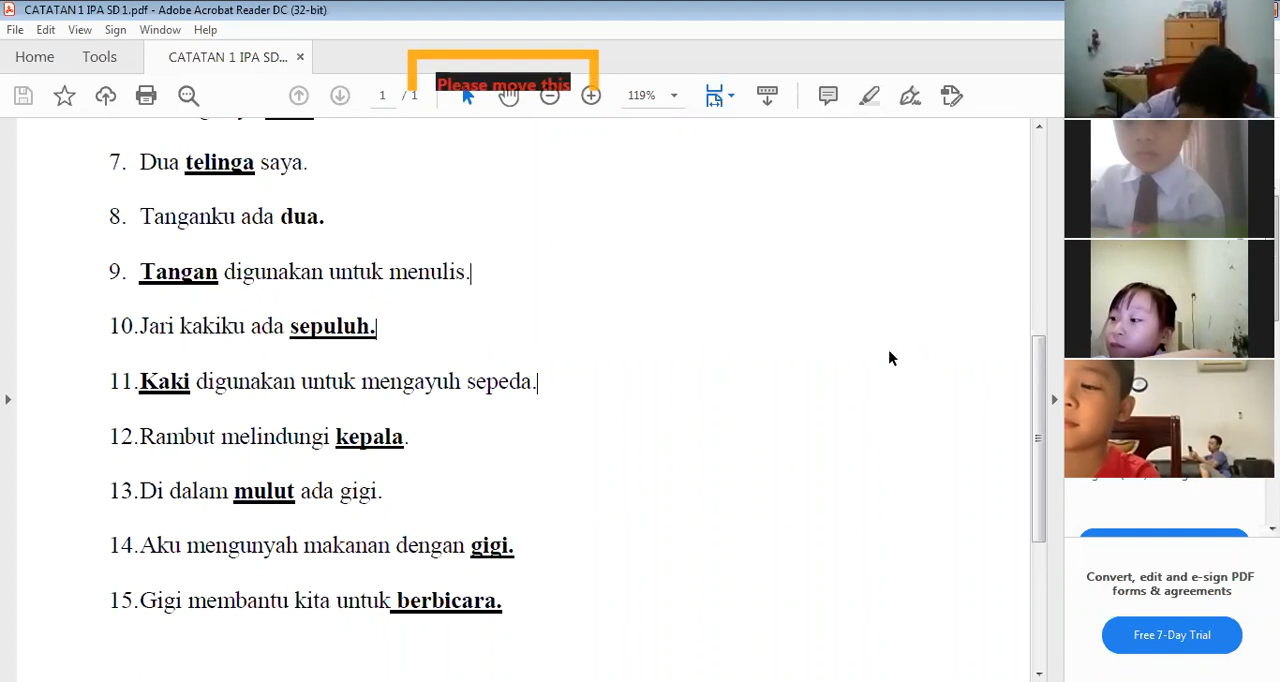 CATATAN 1 IPA SD 1.pdf - Adobe Acrobat Reader DC (32-bit)
File Edit View Sign Window Help
Home Tools CATATAN 1 IPA SD... ×
Please move this
1 / 1 119%
7. Dua telinga saya.
8. Tanganku ada dua.
9. Tangan digunakan untuk menulis.
10.Jari kakiku ada sepuluh.
11.Kaki digunakan untuk mengayuh sepeda.
12.Rambut melindungi kepala.
13.Di dalam mulut ada gigi.
14.Aku mengunyah makanan dengan gigi.
15.Gigi membantu kita untuk berbicara.
Convert, edit and e-sign PDF
forms & agreements
Free 7-Day Trial